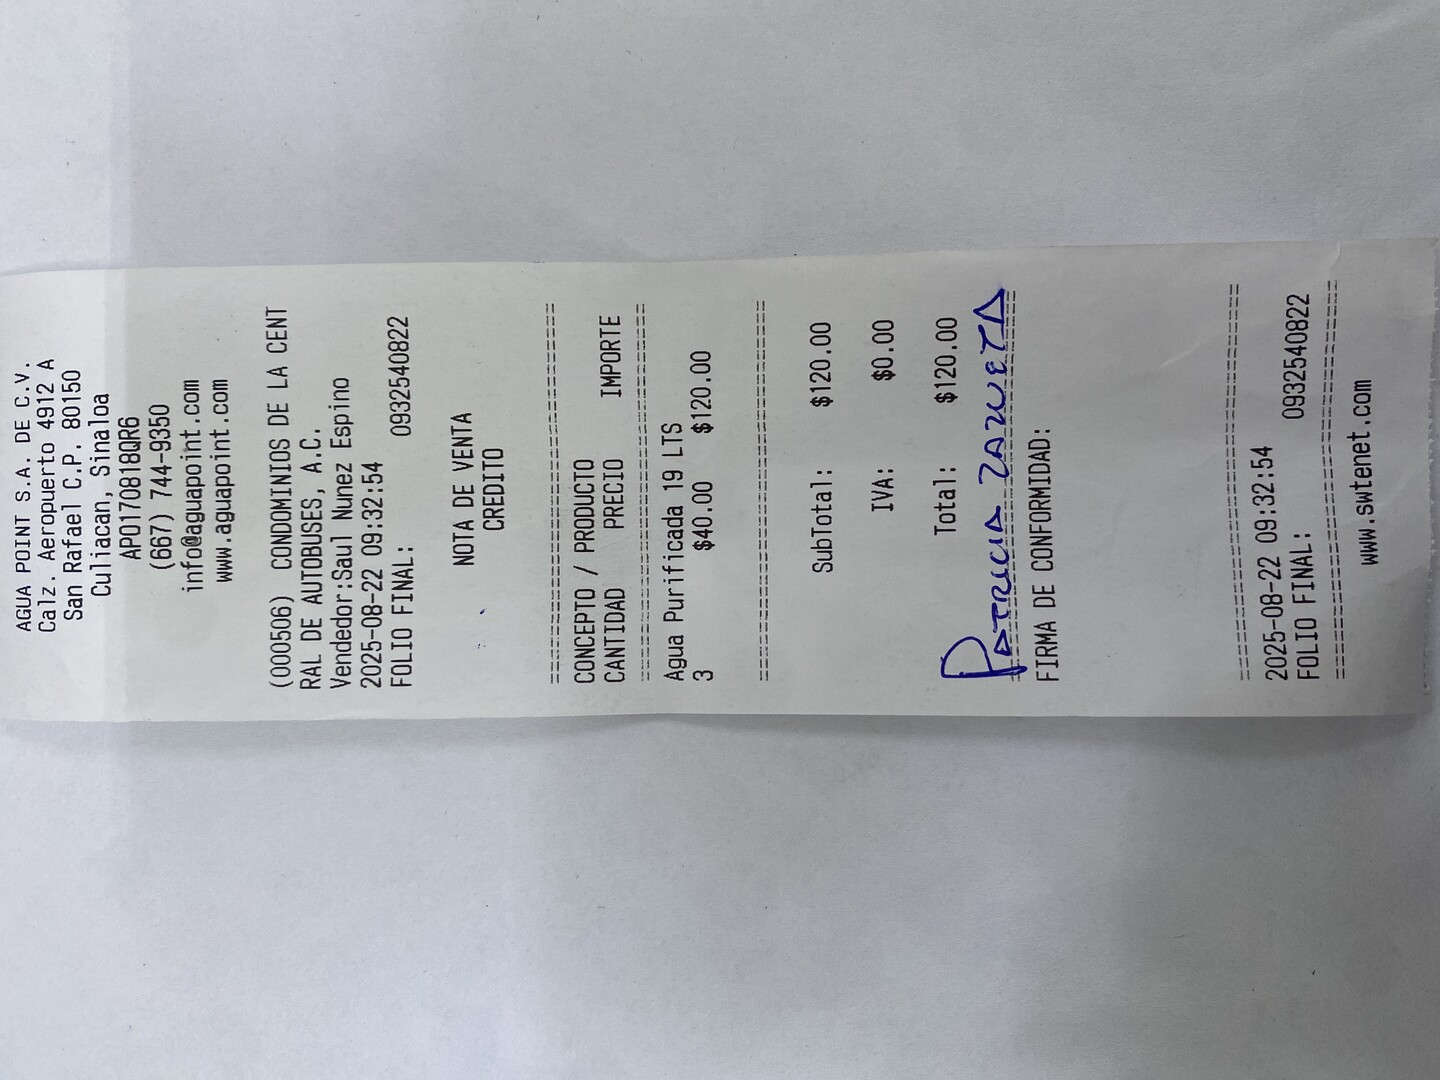 AGUA POINT S.A. DE C.V.
Calz. Aeropuerto 4912 A
San Rafael C.P. 80150
Culiacan, Sinaloa
APO170818QR6
(667) 744-9350
info@aguapoint.com
www.aguapoint.com
(000506) CONDOMINIOS DE LA CENT
RAL DE AUTOBUSES, A.C.
Vendedor:Saul Nunez Espino
2025-08-22 09:32:54
FOLIO FINAL: 0932540822
NOTA DE VENTA
CREDITO
CONCEPTO / PRODUCTO
CANTIDAD PRECIO IMPORTE
Agua Purificada 19 LTS
3 $40.00 $120.00
SubTotal: $120.00
IVA: $0.00
Total: $120.00
PATRICIA ZAZUETA
FIRMA DE CONFORMIDAD:
2025-08-22 09:32:54
FOLIO FINAL: 0932540822
www.swtenet.com